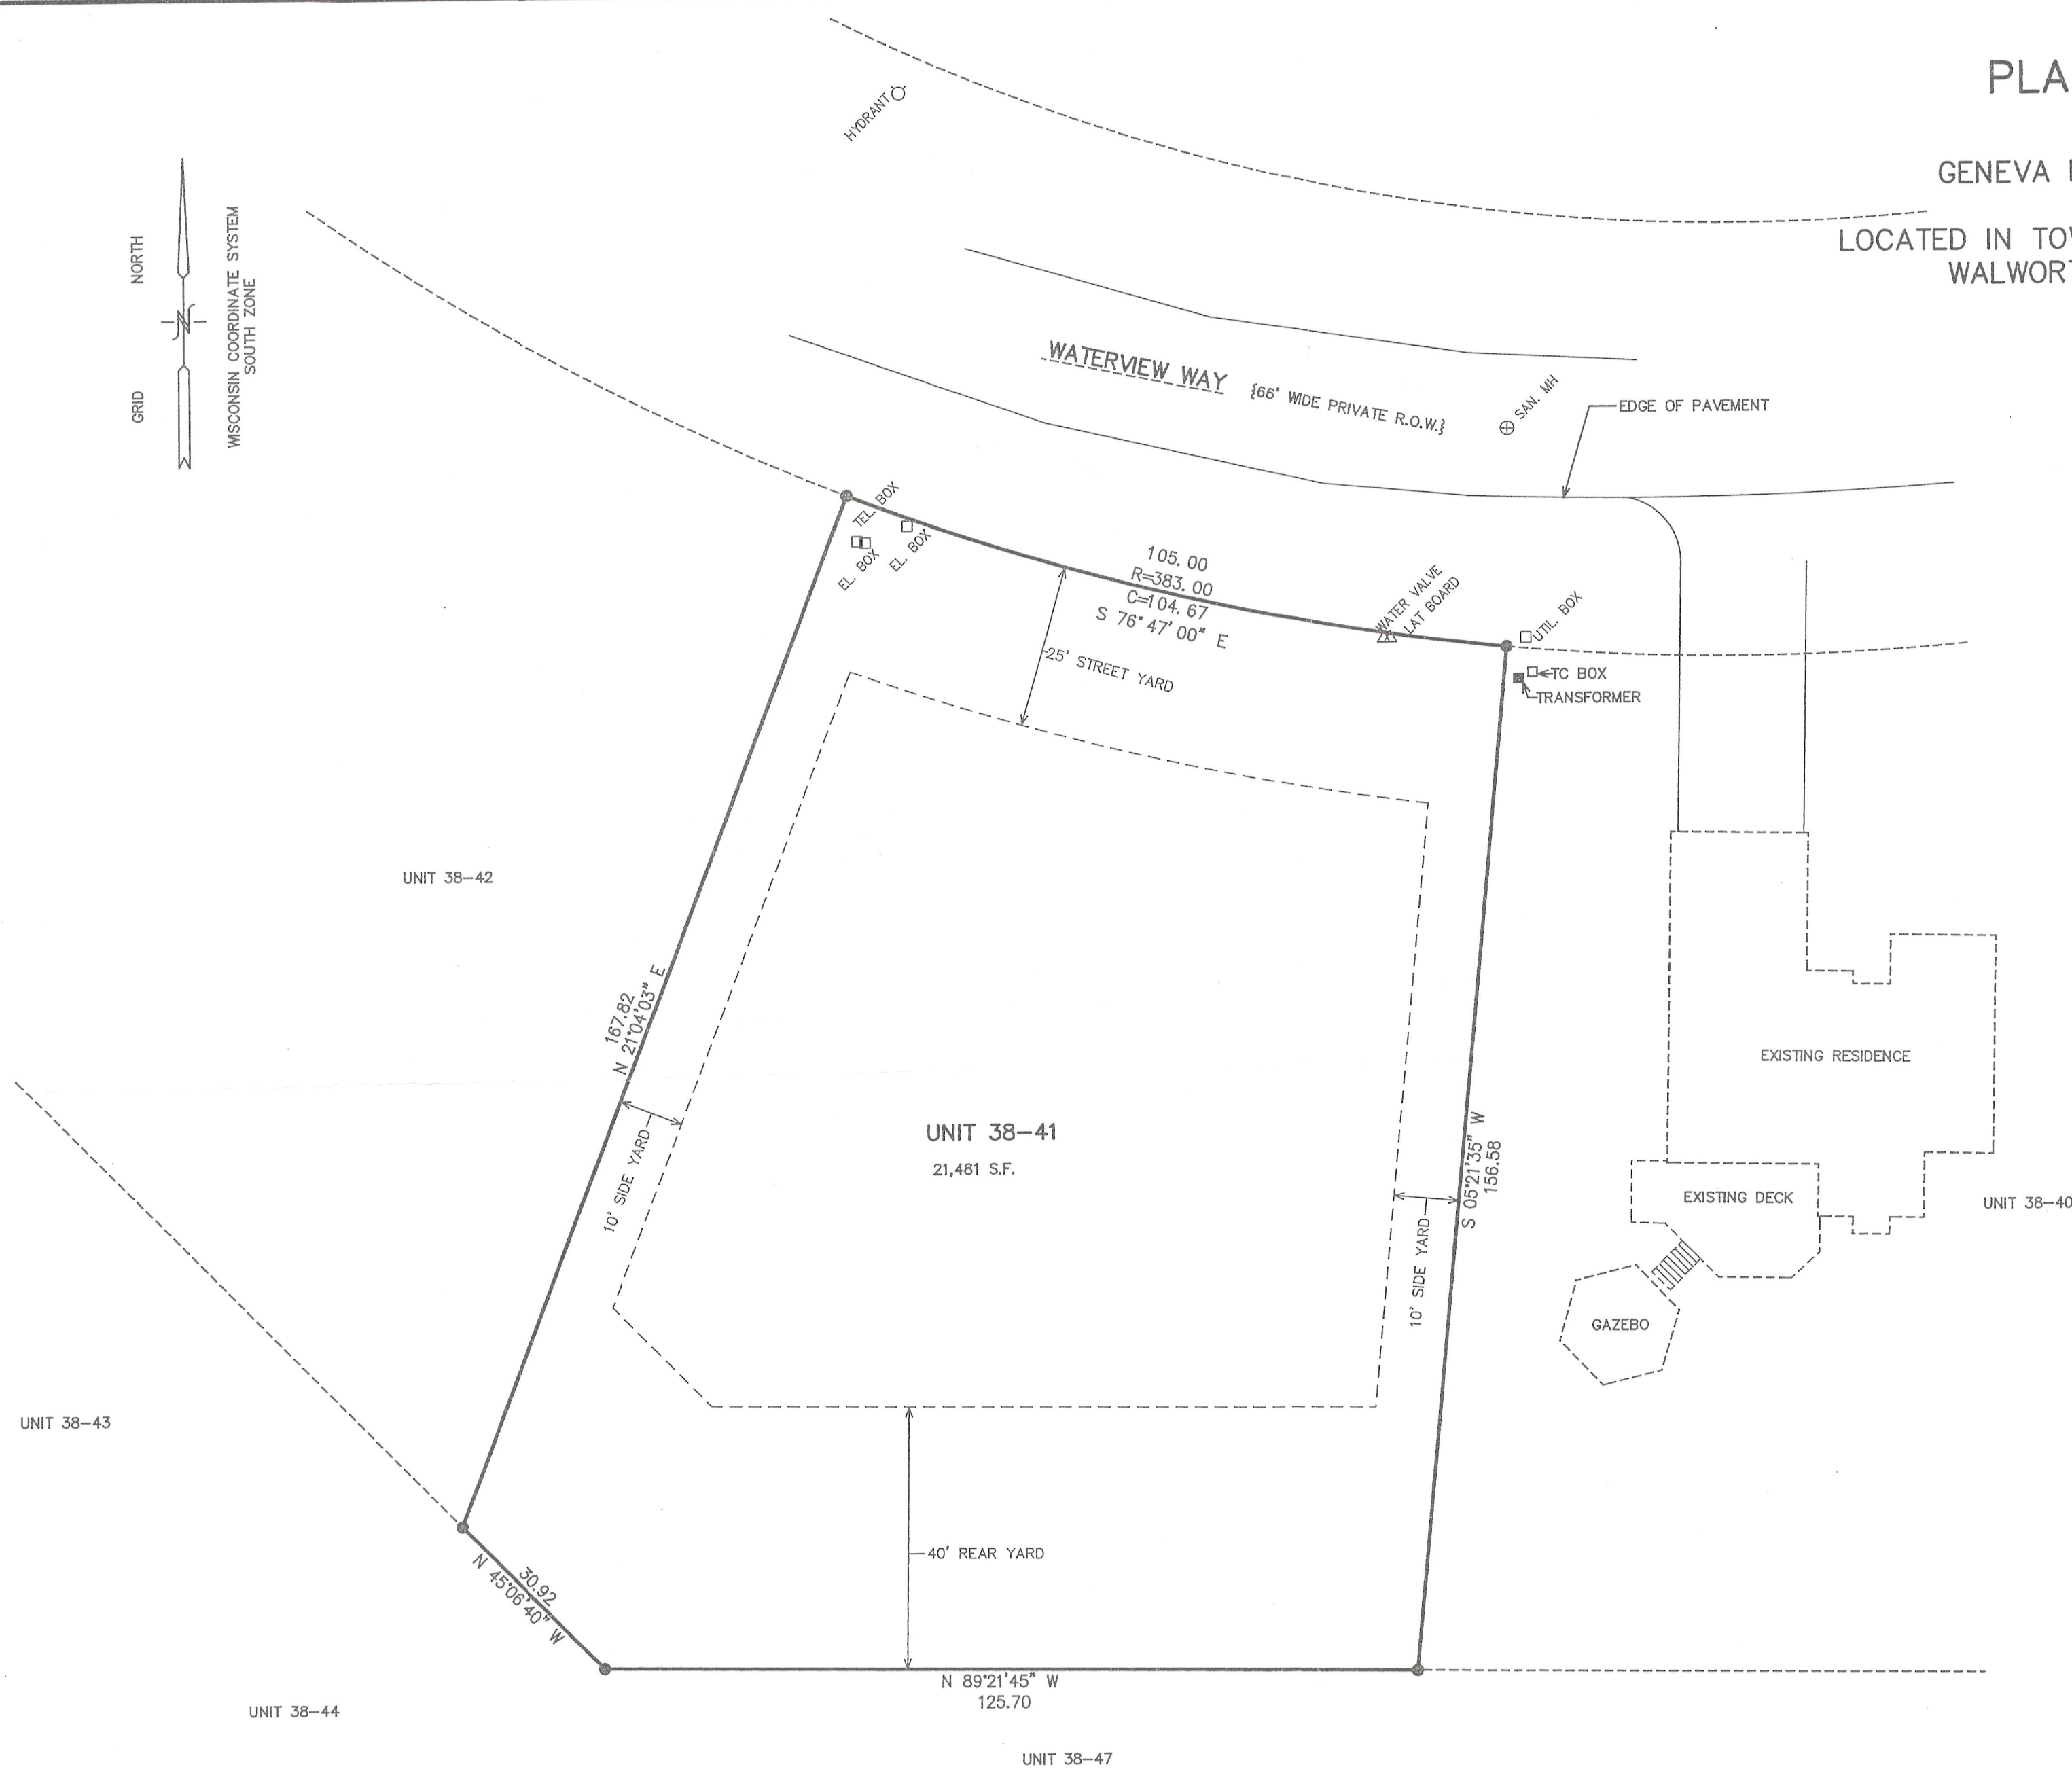 PLA
GENEVA
LOCATED IN TO
WALWOR
HYDRANT
NORTH
GRID
WISCONSIN COORDINATE SYSTEM
SOUTH ZONE
WATERVIEW WAY {66' WIDE PRIVATE R.O.W.}
SAN. MH
EDGE OF PAVEMENT
TEL. BOX
EL. BOX
EL. BOX
105.00
R=383.00
C=104.67
S 76°47'00" E
WATER VALVE
LAT BOARD
UTIL. BOX
TC BOX
TRANSFORMER
25' STREET YARD
UNIT 38-42
167.82
N 21°04'03" E
10' SIDE YARD
UNIT 38-41
21,481 S.F.
S 05°21'35" W
156.58
10' SIDE YARD
EXISTING RESIDENCE
EXISTING DECK
UNIT 38-40
GAZEBO
UNIT 38-43
30.92
N 45°06'40" W
40' REAR YARD
N 89°21'45" W
125.70
UNIT 38-44
UNIT 38-47